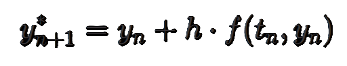 y*ₙ₊₁ = yₙ + h · f(tₙ, yₙ)